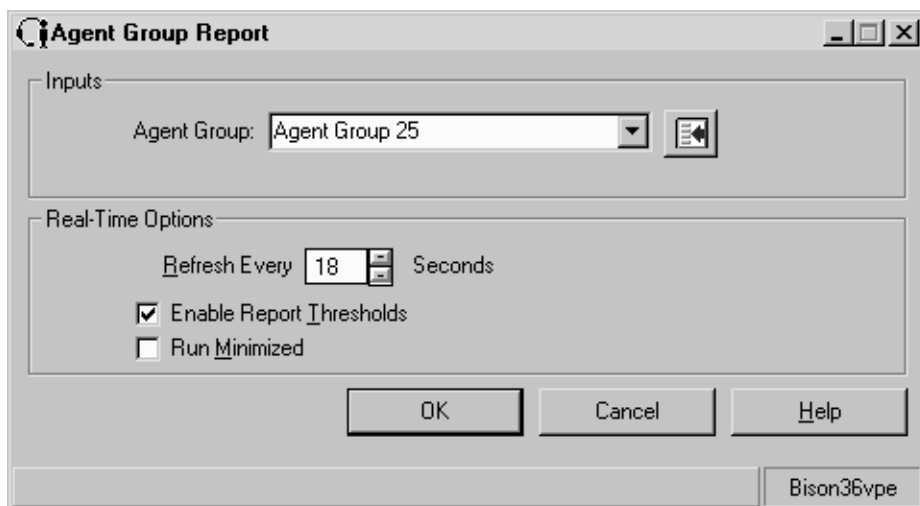 Agent Group Report
Inputs
Agent Group: Agent Group 25
Real-Time Options
Refresh Every 18 Seconds
Enable Report Thresholds
Run Minimized
OK Cancel Help
Bison36vpe